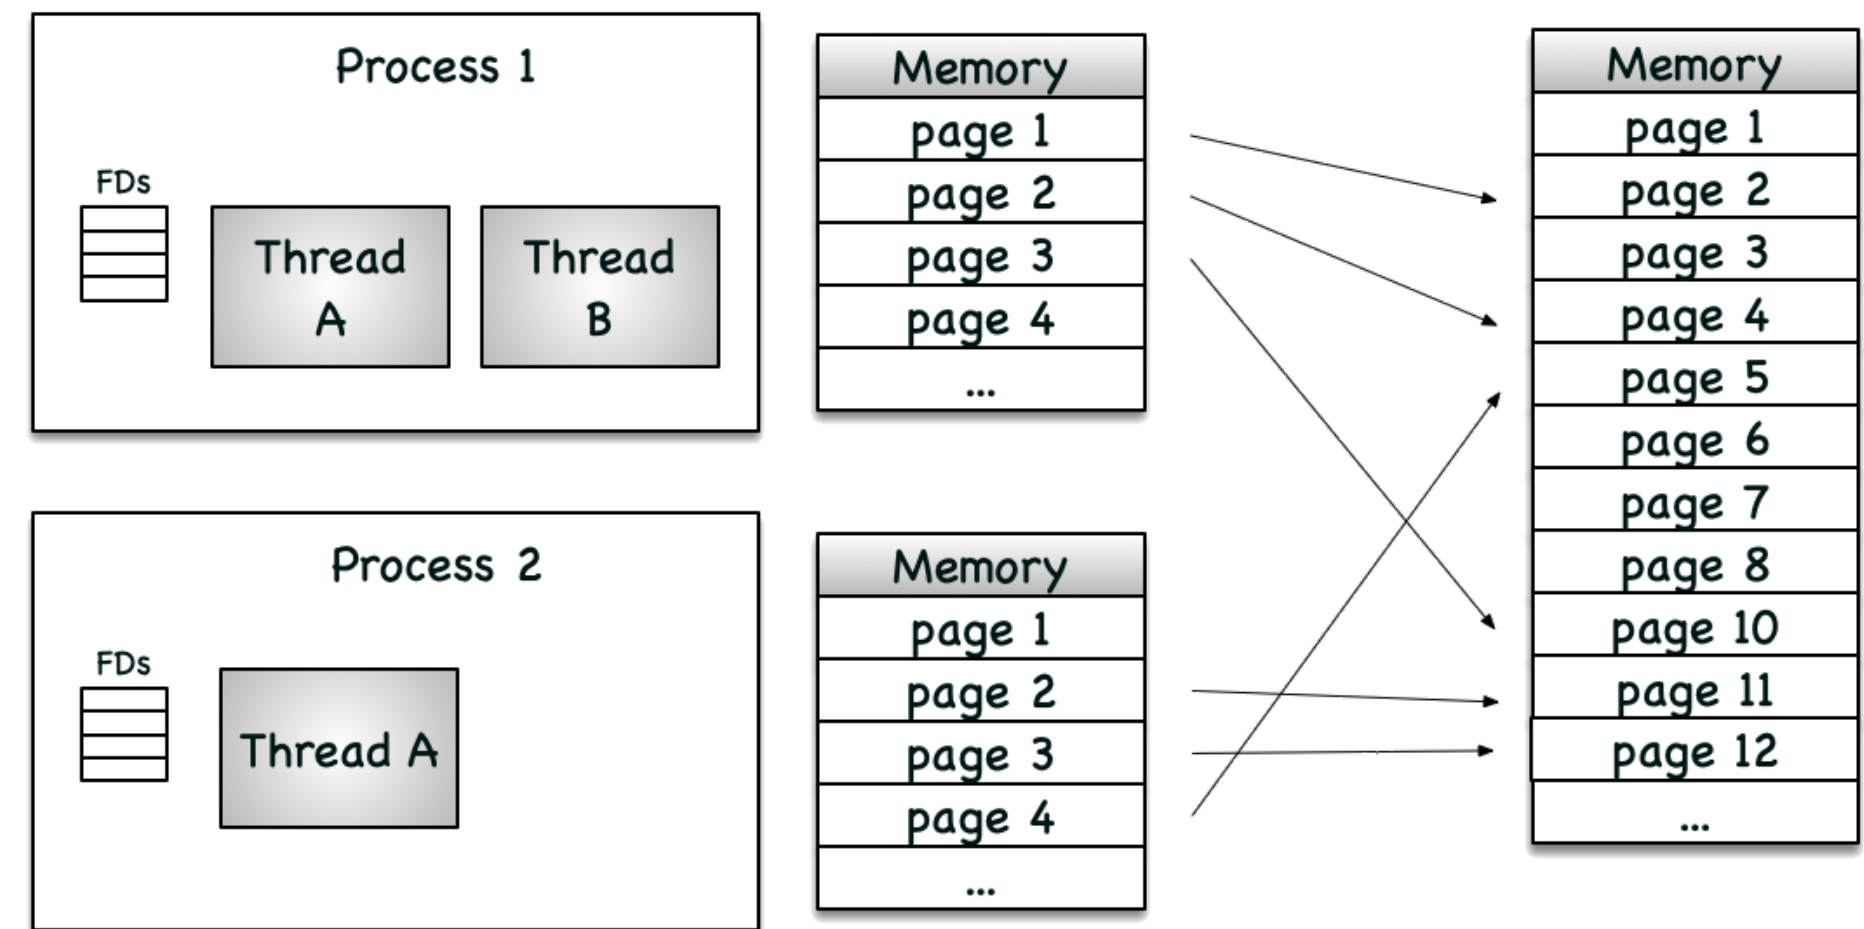 Process 1
FDs
Thread
A
Thread
B
Memory
page 1
page 2
page 3
page 4
...
Process 2
FDs
Thread A
Memory
page 1
page 2
page 3
page 4
...
Memory
page 1
page 2
page 3
page 4
page 5
page 6
page 7
page 8
page 10
page 11
page 12
...